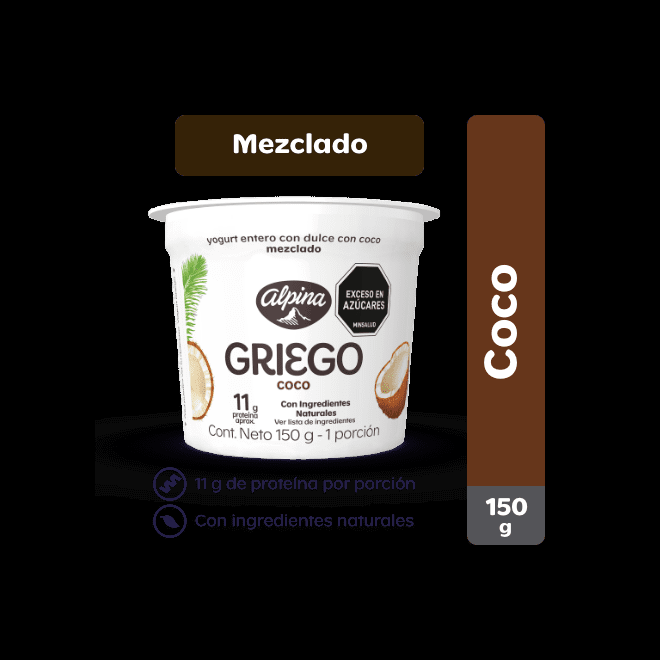 Mezclado
yogurt entero con dulce con coco
mezclado
alpina
EXCESO EN
AZÚCARES
MINSALUD
GRIEGO
COCO
11 g
proteína
aprox.
Con Ingredientes
Naturales
Ver lista de ingredientes
Cont. Neto 150 g - 1 porción
11 g de proteína por porción
Con ingredientes naturales
Coco
150
g